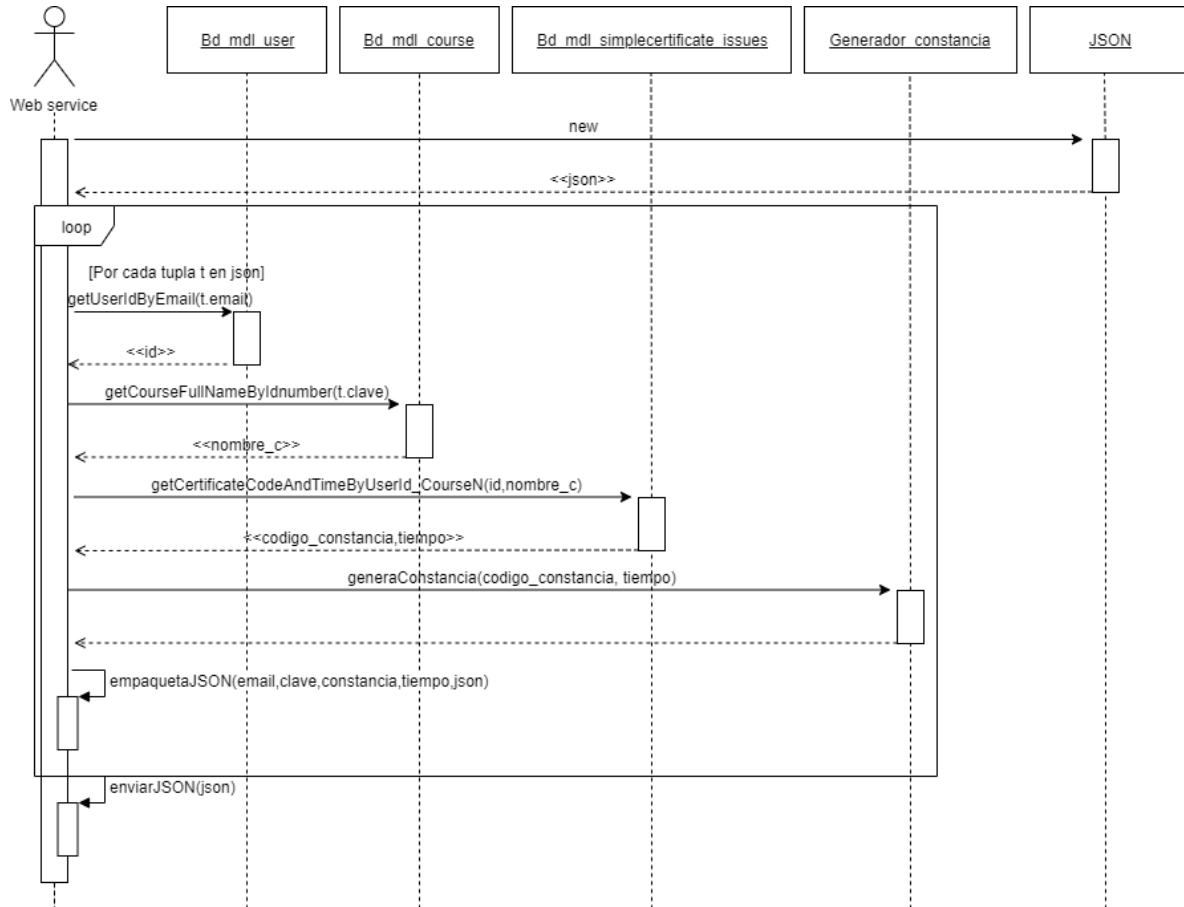 Bd_mdl_user
Bd_mdl_course
Bd_mdl_simplecertificate_issues
Generador_constancia
JSON
Web service
new
<<json>>
loop
[Por cada tupla t en json]
getUserIdByEmail(t.email)
<<id>>
getCourseFullNameByIdnumber(t.clave)
<<nombre_c>>
getCertificateCodeAndTimeByUserId_CourseN(id,nombre_c)
<<codigo_constancia,tiempo>>
generaConstancia(codigo_constancia, tiempo)
empaquetaJSON(email,clave,constancia,tiempo,json)
enviarJSON(json)